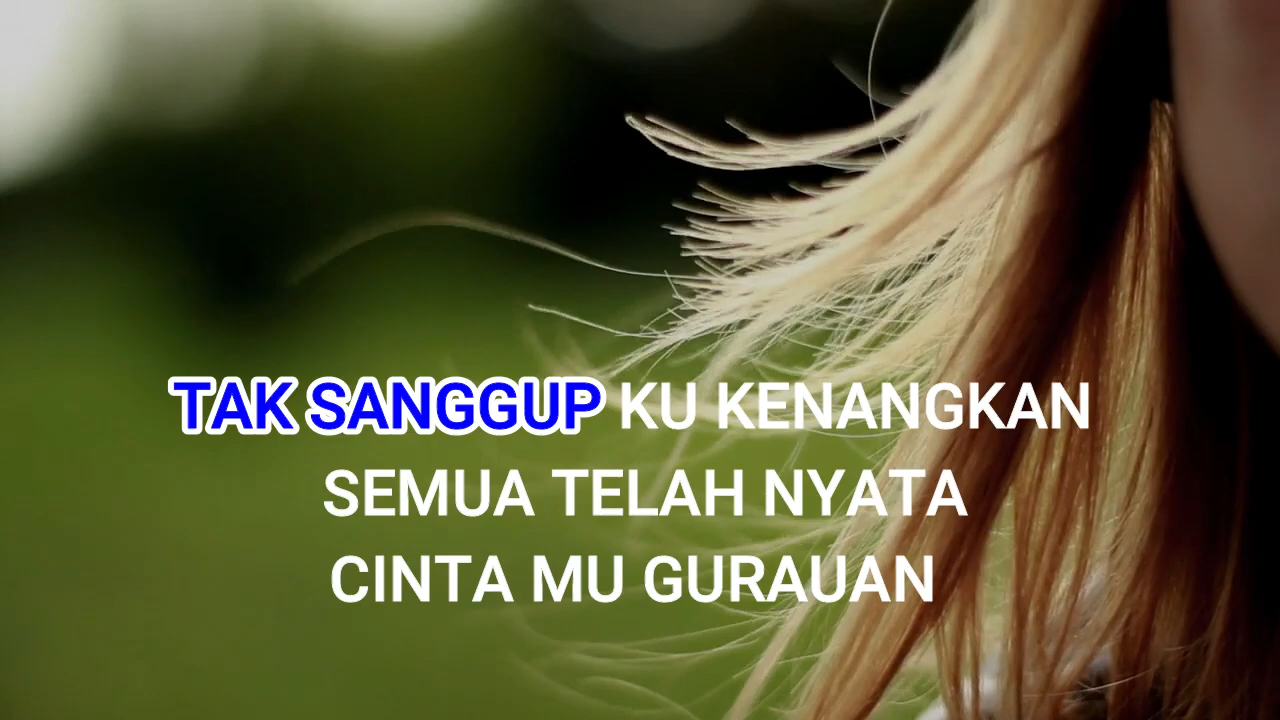 TAK SANGGUP KU KENANGKAN
SEMUA TELAH NYATA
CINTA MU GURAUAN